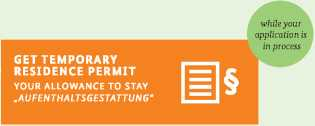 while your
application is
in process
GET TEMPORARY
RESIDENCE PERMIT
YOUR ALLOWANCE TO STAY
„AUFENTHALTSGESTATTUNG“
§